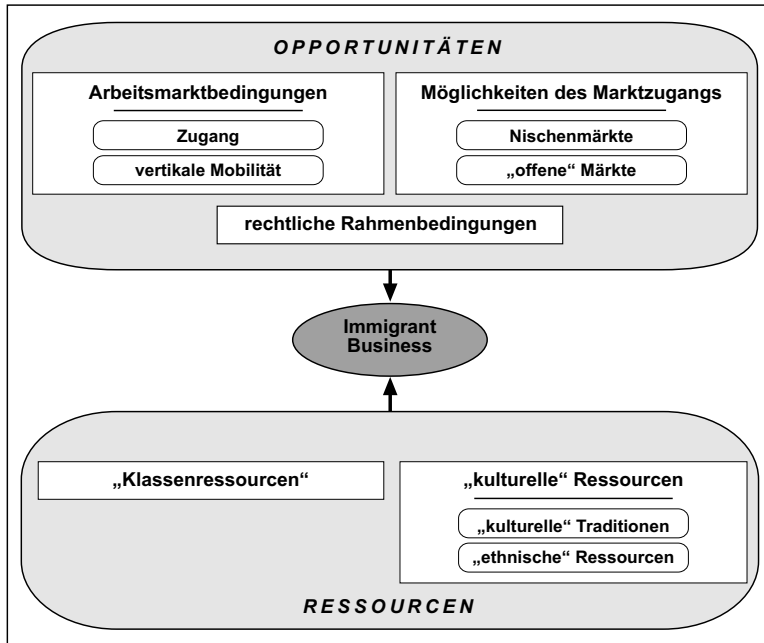 OPPORTUNITÄTEN
Arbeitsmarktbedingungen
Zugang
vertikale Mobilität
Möglichkeiten des Marktzugangs
Nischenmärkte
„offene“ Märkte
rechtliche Rahmenbedingungen
Immigrant
Business
„Klassenressourcen“
„kulturelle“ Ressourcen
„kulturelle“ Traditionen
„ethnische“ Ressourcen
RESSOURCEN